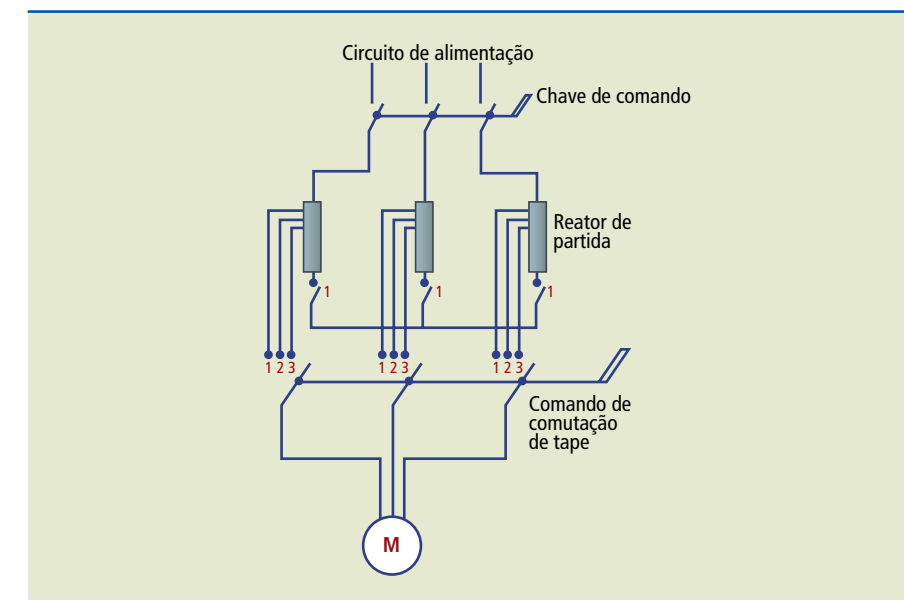 Circuito de alimentação
Chave de comando
Reator de
partida
1 1 1
1 2 3 1 2 3 1 2 3
Comando de
comutação
de tape
M